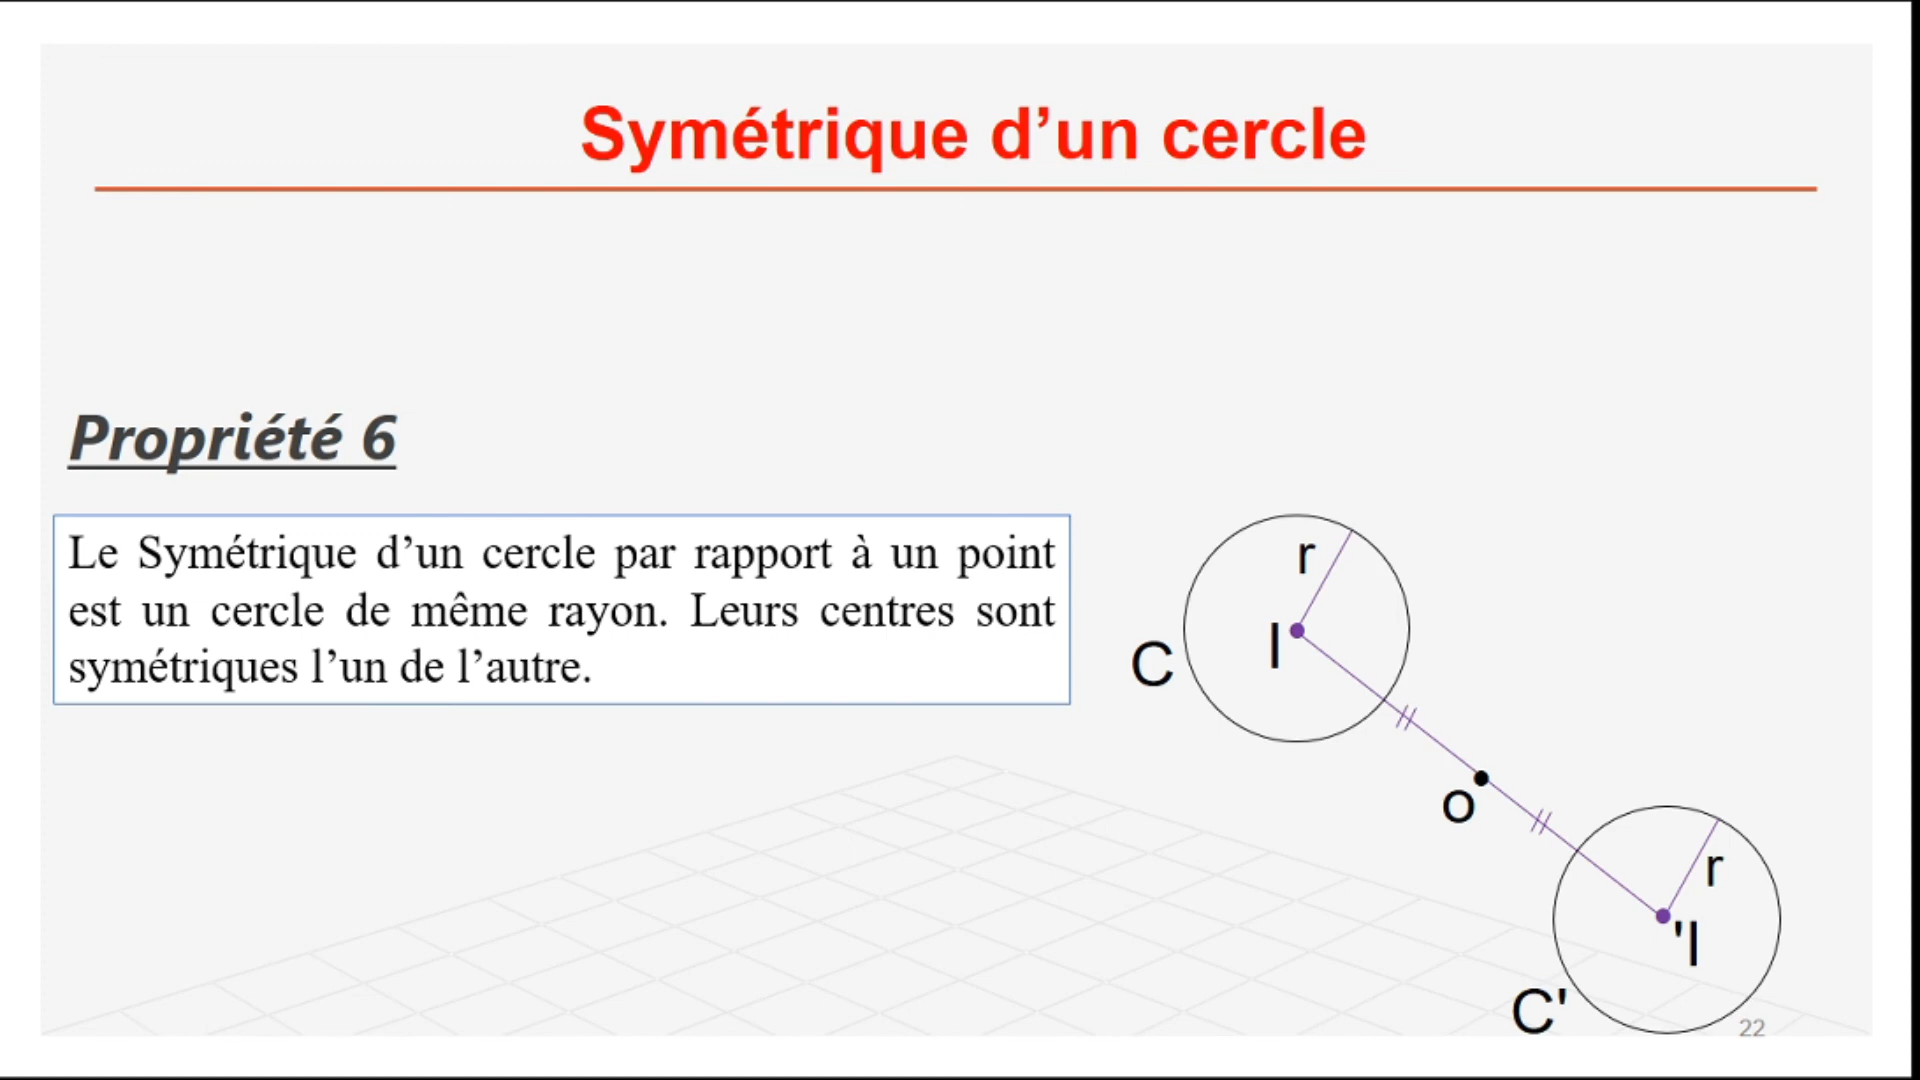 Symétrique d’un cercle
Propriété 6
Le Symétrique d’un cercle par rapport à un point
est un cercle de même rayon. Leurs centres sont
symétriques l’un de l’autre.
r
I
C
o
r
'I
C'
22